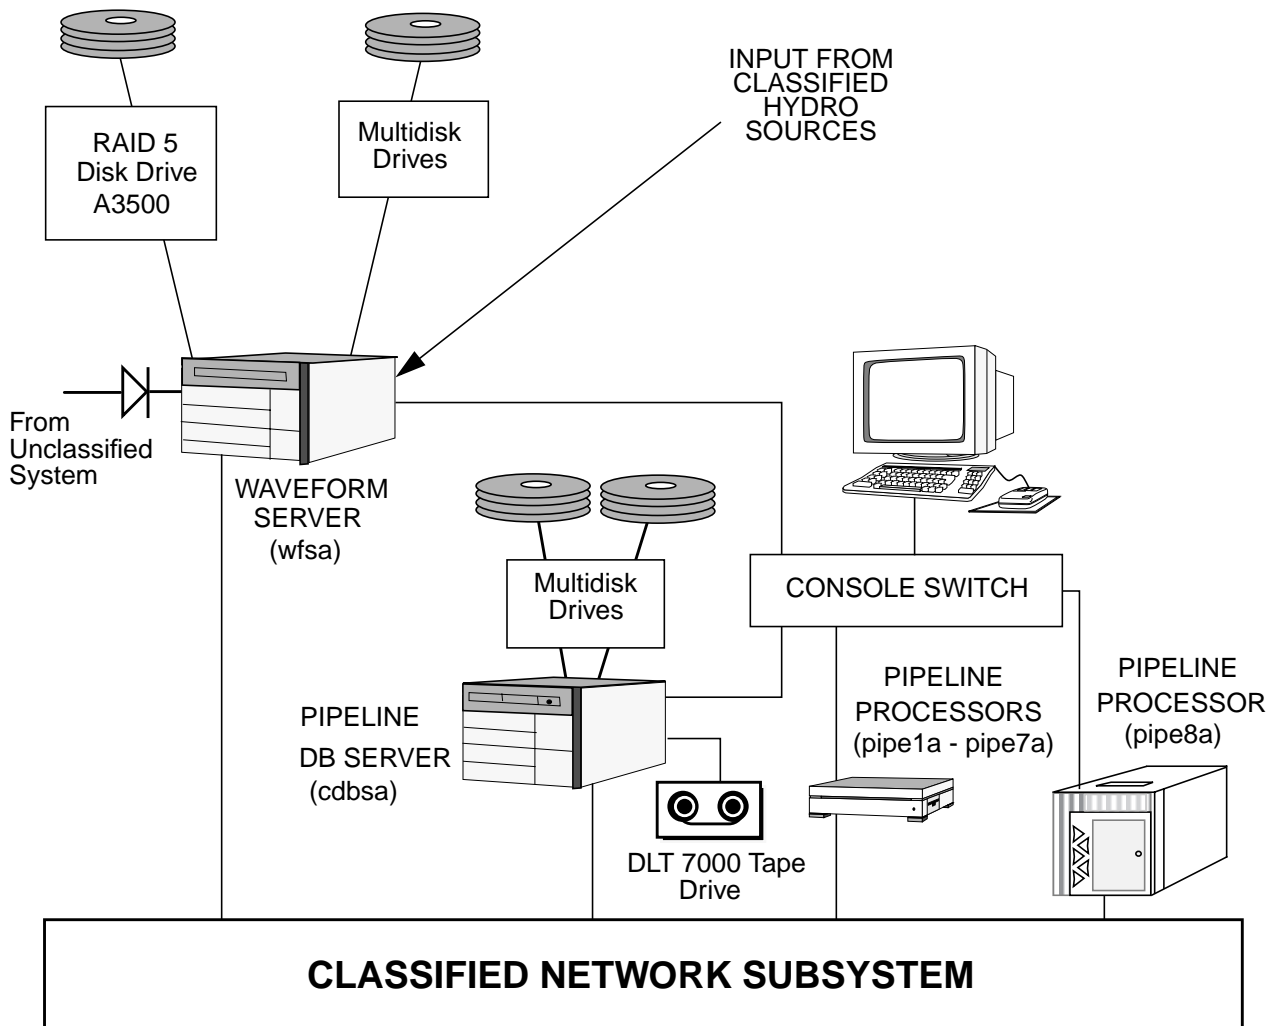 INPUT FROM
CLASSIFIED
HYDRO
SOURCES
RAID 5
Disk Drive
A3500
Multidisk
Drives
From
Unclassified
System
WAVEFORM
SERVER
(wfsa)
Multidisk
Drives
CONSOLE SWITCH
PIPELINE
DB SERVER
(cdbsa)
PIPELINE
PROCESSORS
(pipe1a - pipe7a)
PIPELINE
PROCESSOR
(pipe8a)
DLT 7000 Tape
Drive
CLASSIFIED NETWORK SUBSYSTEM